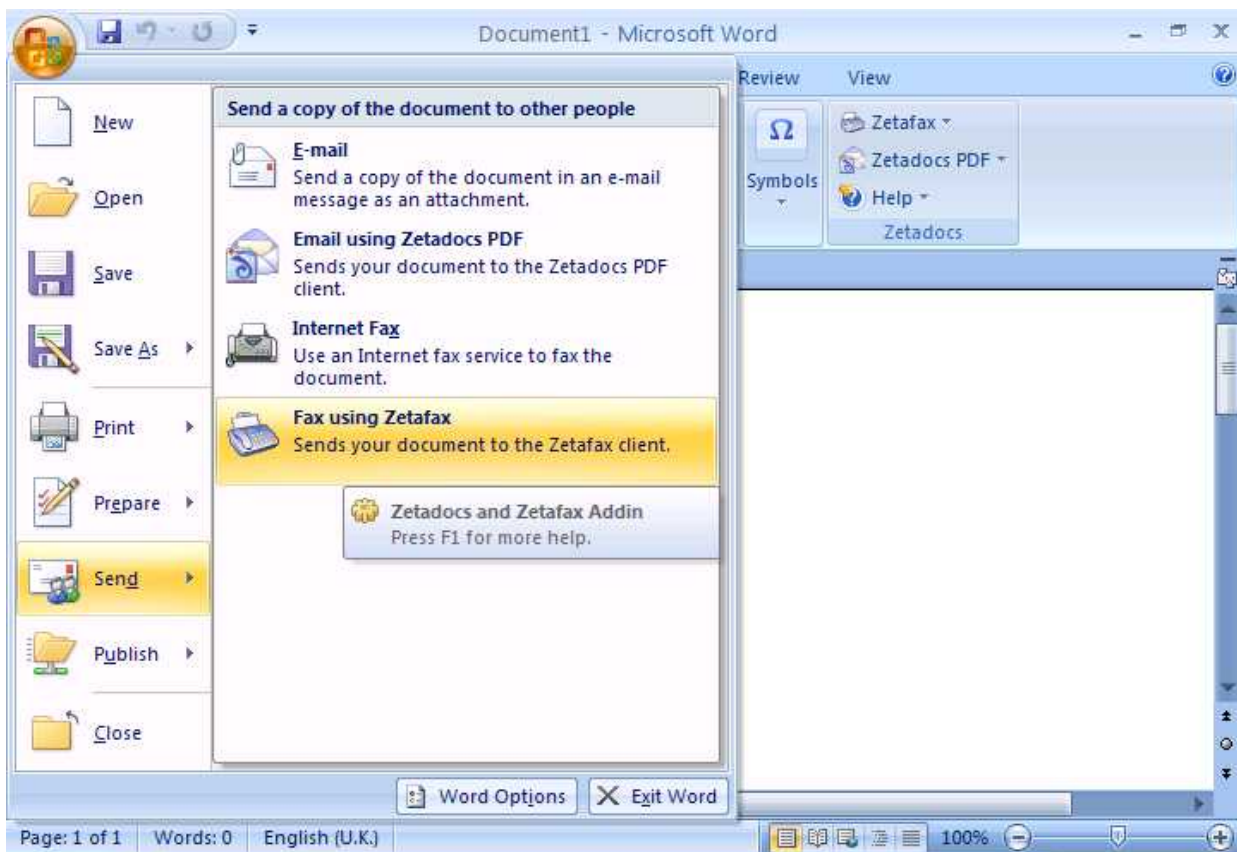 Document1 - Microsoft Word
Review View
New
Open
Save
Save As
Print
Prepare
Send
Publish
Close
Send a copy of the document to other people
E-mail
Send a copy of the document in an e-mail
message as an attachment.
Email using Zetadocs PDF
Sends your document to the Zetadocs PDF
client.
Internet Fax
Use an Internet fax service to fax the
document.
Fax using Zetafax
Sends your document to the Zetafax client.
Zetadocs and Zetafax Addin
Press F1 for more help.
Ω
Symbols
Zetafax
Zetadocs PDF
Help
Zetadocs
Word Options
Exit Word
Page: 1 of 1 Words: 0 English (U.K.) 100%